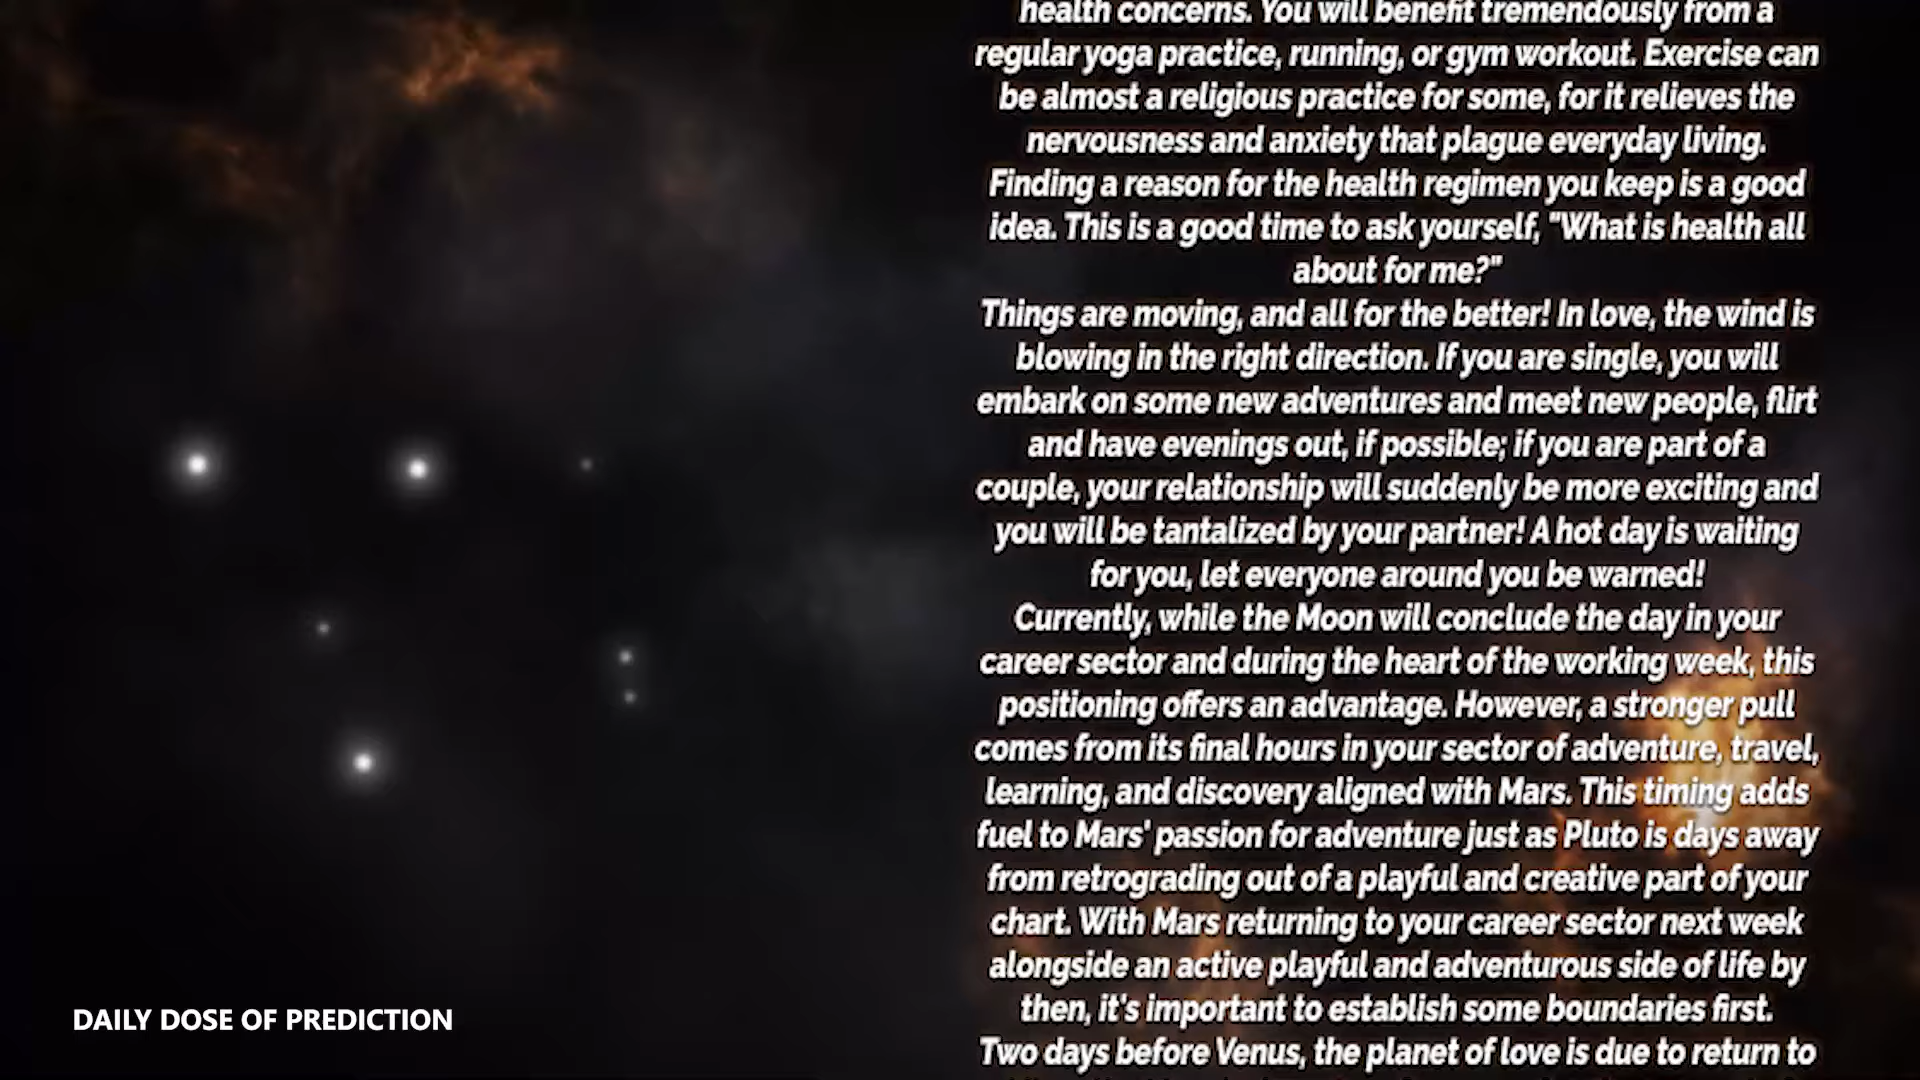 health concerns. You will benefit tremendously from a
regular yoga practice, running, or gym workout. Exercise can
be almost a religious practice for some, for it relieves the
nervousness and anxiety that plague everyday living.
Finding a reason for the health regimen you keep is a good
idea. This is a good time to ask yourself, "What is health all
about for me?"
Things are moving, and all for the better! In love, the wind is
blowing in the right direction. If you are single, you will
embark on some new adventures and meet new people, flirt
and have evenings out, if possible; if you are part of a
couple, your relationship will suddenly be more exciting and
you will be tantalized by your partner! A hot day is waiting
for you, let everyone around you be warned!
Currently, while the Moon will conclude the day in your
career sector and during the heart of the working week, this
positioning offers an advantage. However, a stronger pull
comes from its final hours in your sector of adventure, travel,
learning, and discovery aligned with Mars. This timing adds
fuel to Mars' passion for adventure just as Pluto is days away
from retrograding out of a playful and creative part of your
chart. With Mars returning to your career sector next week
alongside an active playful and adventurous side of life by
then, it's important to establish some boundaries first.
Two days before Venus, the planet of love is due to return to
DAILY DOSE OF PREDICTION